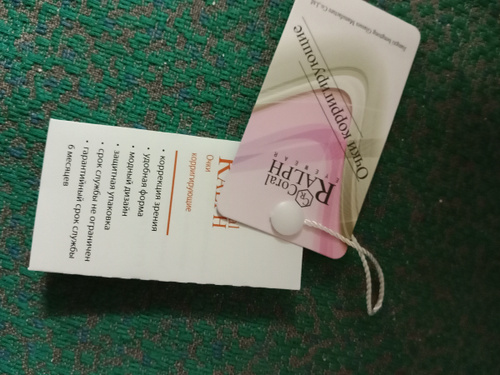 Coral
RALPH
EYEWEAR
Очки корригирующие
RALPH
Очки
корригирующие
• коррекция зрения
• удобная форма
• модный дизайн
• защитная упаковка
• срок службы не ограничен
• гарантийный срок службы
6 месяцев